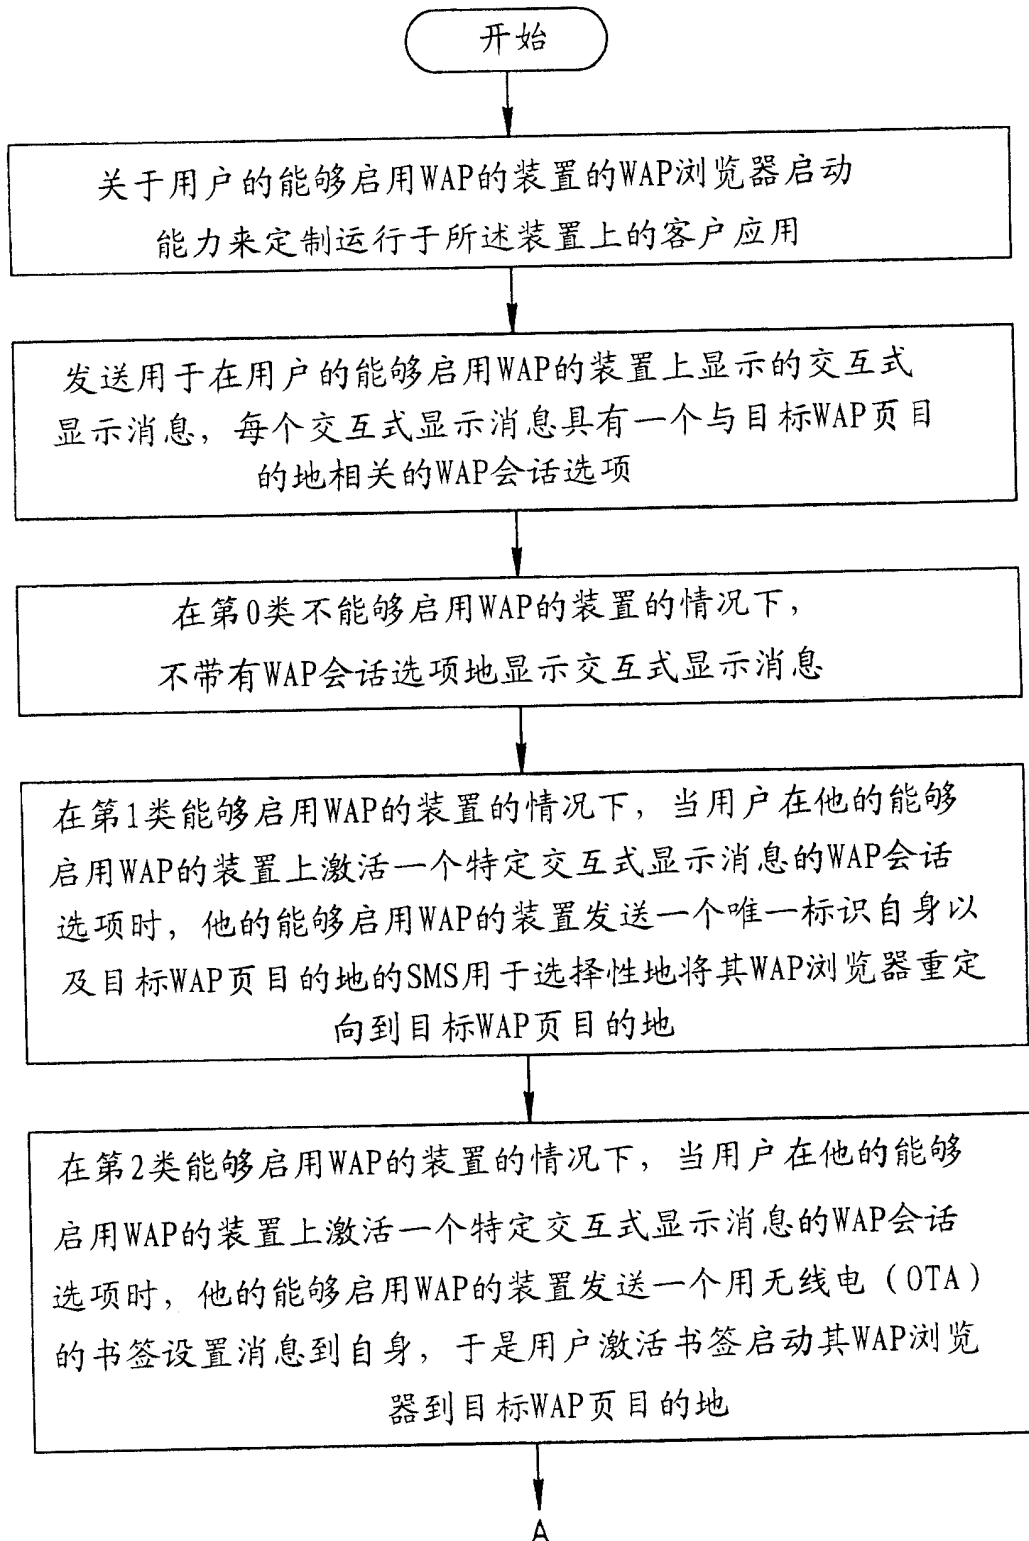 开始
关于用户的能够启用WAP的装置的WAP浏览器启动
能力来定制运行于所述装置上的客户应用
发送用于在用户的能够启用WAP的装置上显示的交互式
显示消息，每个交互式显示消息具有一个与目标WAP页目
的地相关的WAP会话选项
在第0类不能够启用WAP的装置的情况下，
不带有WAP会话选项地显示交互式显示消息
在第1类能够启用WAP的装置的情况下，当用户在他的能够
启用WAP的装置上激活一个特定交互式显示消息的WAP会话
选项时，他的能够启用WAP的装置发送一个唯一标识自身以
及目标WAP页目的地的SMS用于选择性地将其WAP浏览器重定
向到目标WAP页目的地
在第2类能够启用WAP的装置的情况下，当用户在他的能够
启用WAP的装置上激活一个特定交互式显示消息的WAP会话
选项时，他的能够启用WAP的装置发送一个用无线电（OTA）
的书签设置消息到自身，于是用户激活书签启动其WAP浏览
器到目标WAP页目的地
A